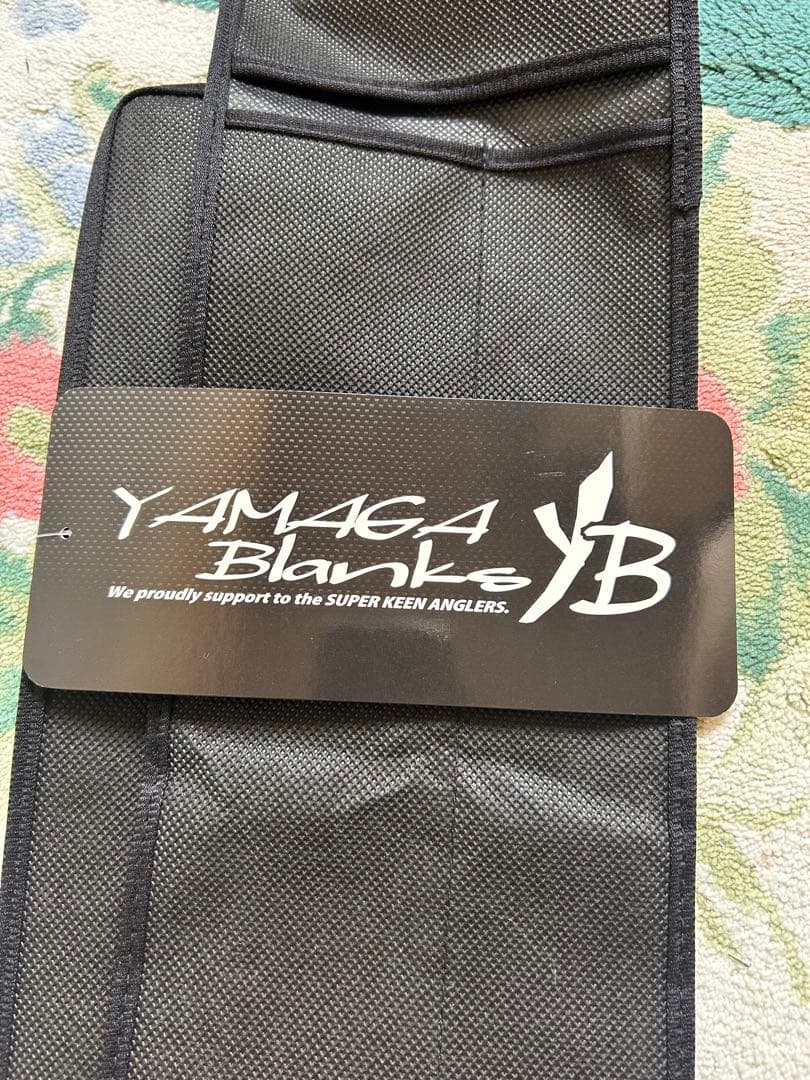 YAMAGA
Blanks
YB
We proudly support to the SUPER KEEN ANGLERS.